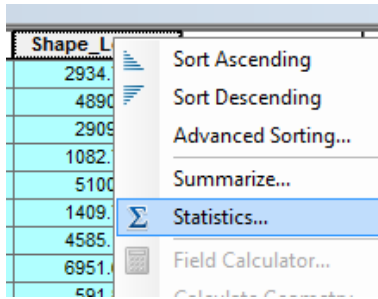 Shape_L
2934.
4890
2909
1082.
5100
1409.
4585.
6951.
591
Sort Ascending
Sort Descending
Advanced Sorting...
Summarize...
Statistics...
Field Calculator...